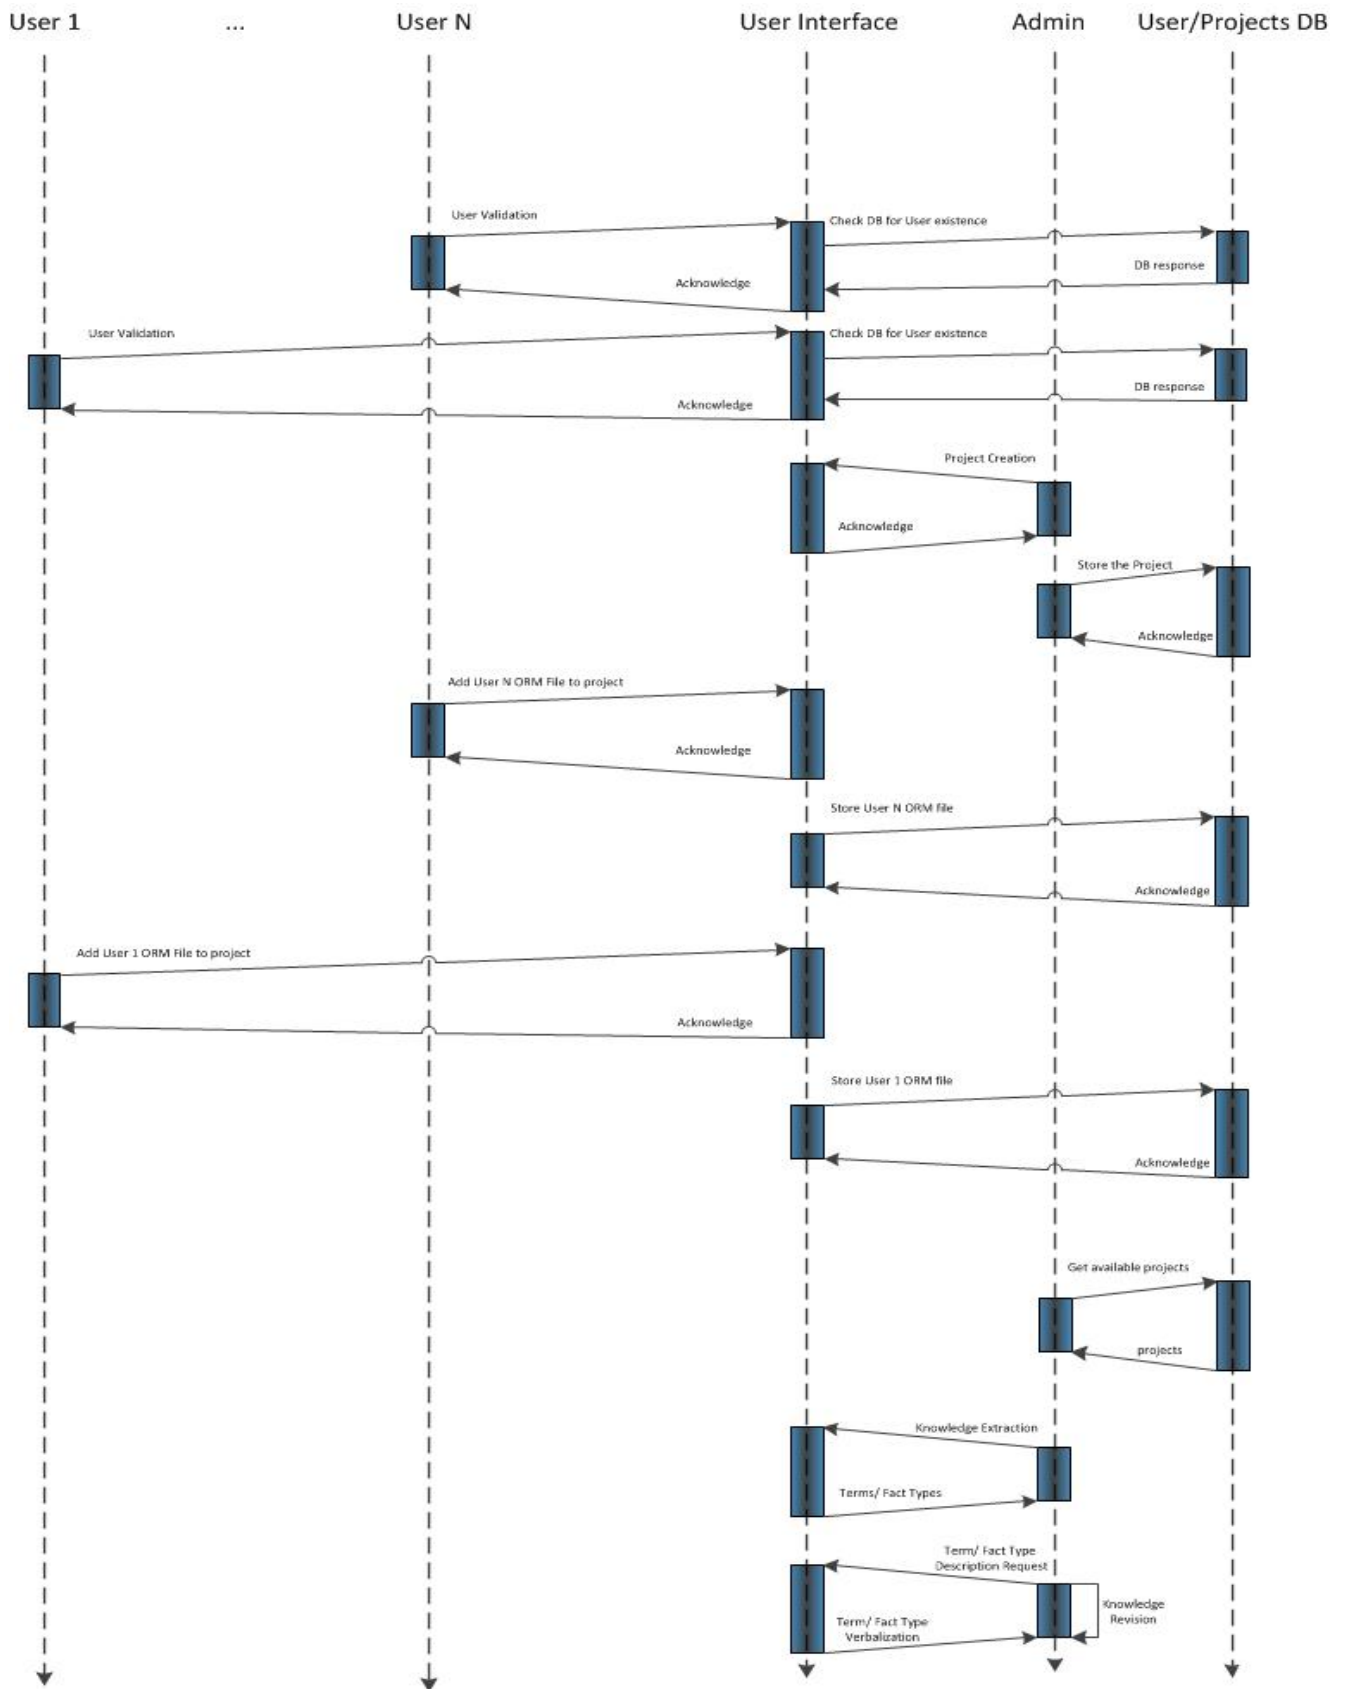 User 1
...
User N
User Interface
Admin
User/Projects DB
User Validation
Check DB for User existence
DB response
Acknowledge
User Validation
Check DB for User existence
DB response
Acknowledge
Project Creation
Acknowledge
Store the Project
Acknowledge
Add User N ORM File to project
Acknowledge
Store User N ORM file
Acknowledge
Add User 1 ORM File to project
Acknowledge
Store User 1 ORM file
Acknowledge
Get available projects
projects
Knowledge Extraction
Terms/ Fact Types
Term/ Fact Type
Description Request
Knowledge
Revision
Term/ Fact Type
Verbalization